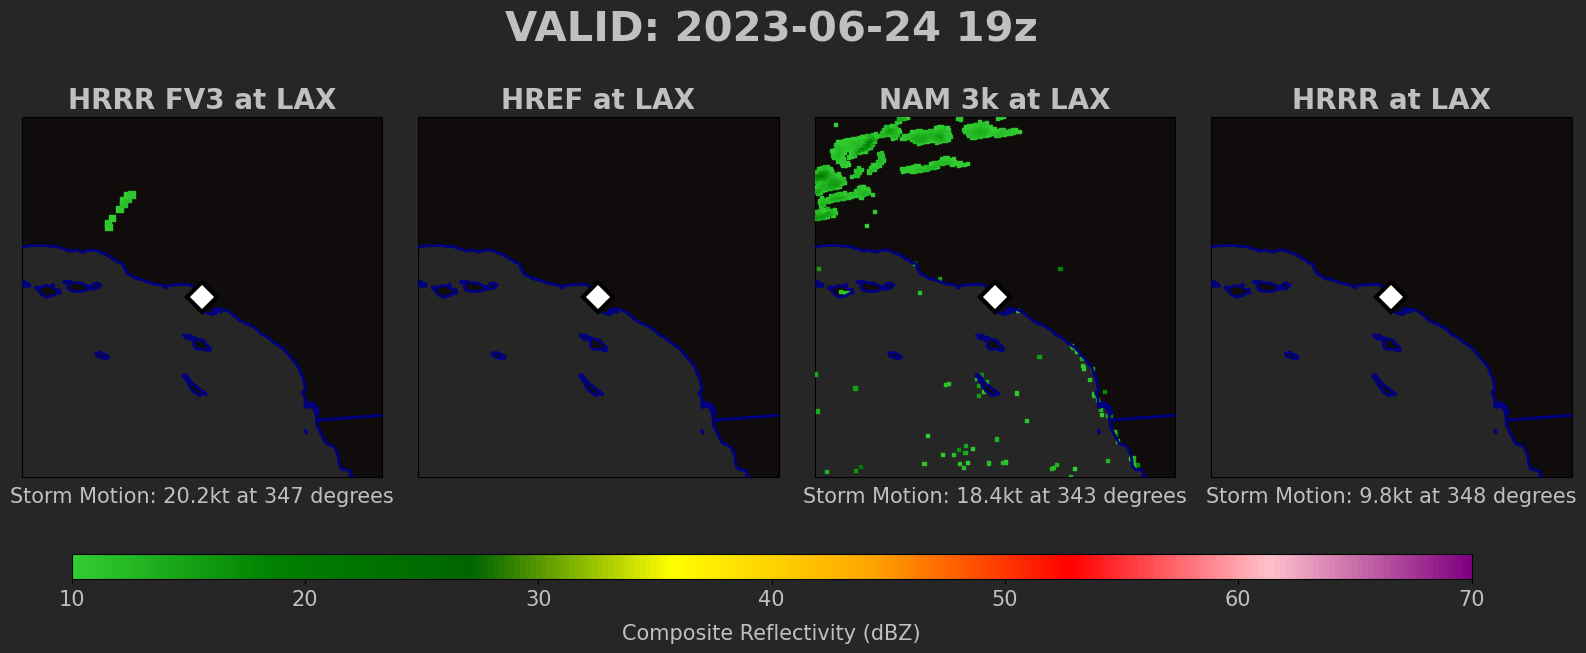 VALID: 2023-06-24 19z
HRRR FV3 at LAX
HREF at LAX
NAM 3k at LAX
HRRR at LAX
Storm Motion: 20.2kt at 347 degrees
Storm Motion: 18.4kt at 343 degrees
Storm Motion: 9.8kt at 348 degrees
10 20 30 40 50 60 70
Composite Reflectivity (dBZ)